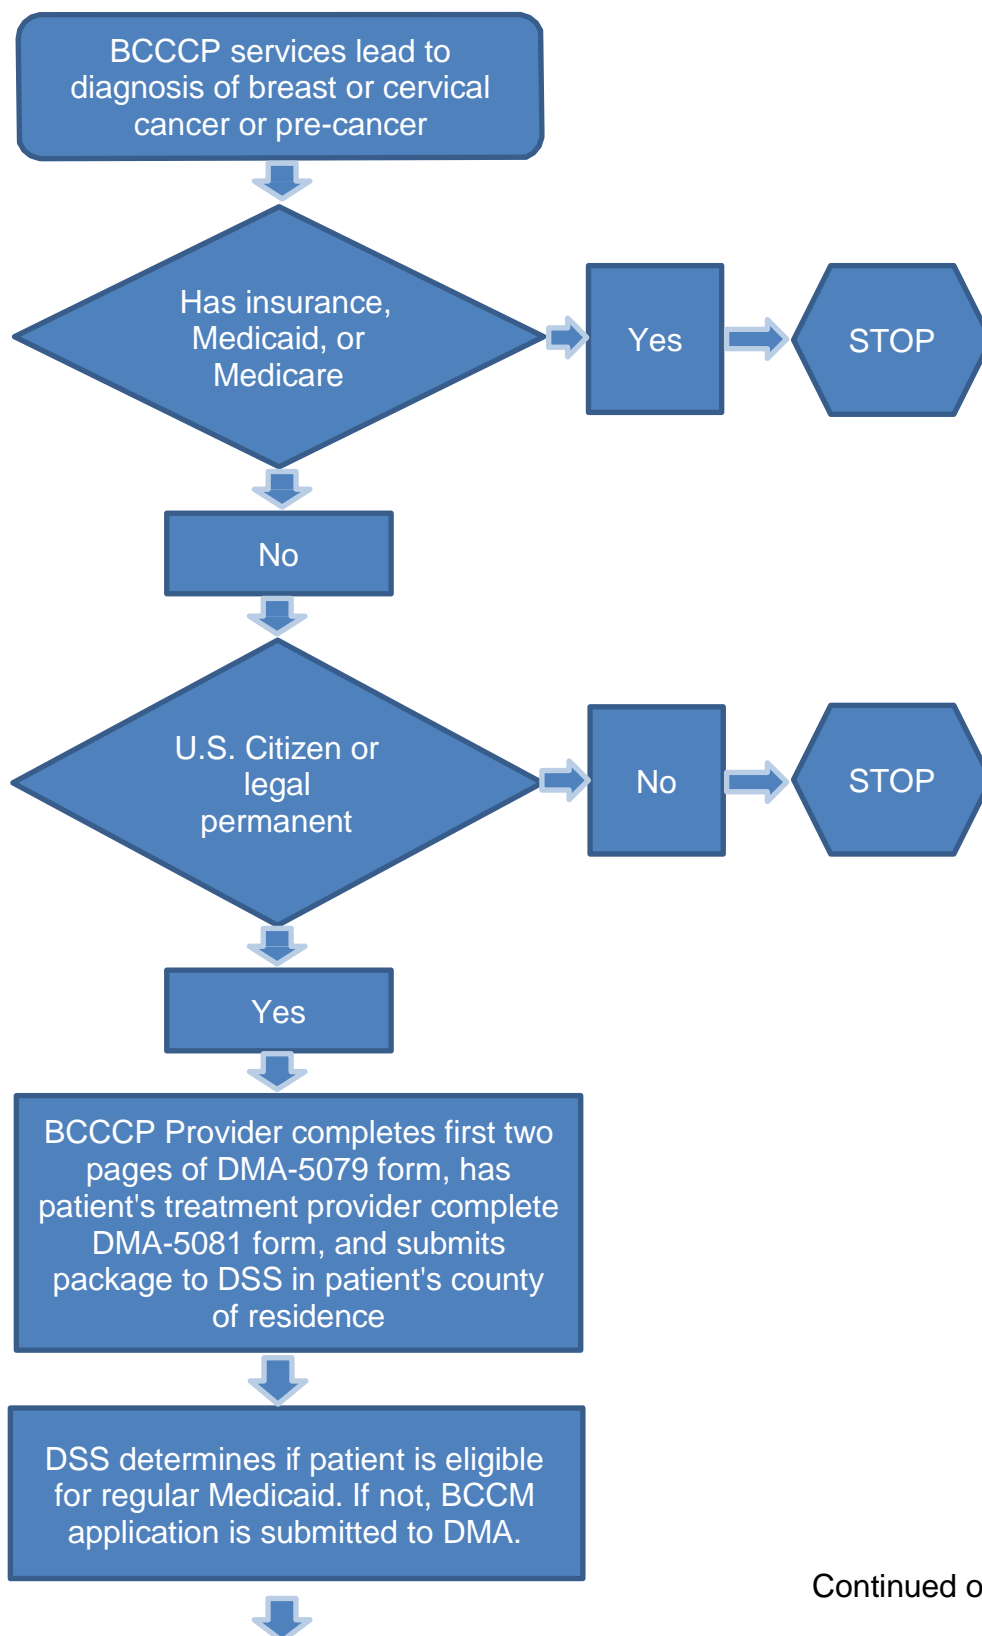 BCCCP services lead to
diagnosis of breast or cervical
cancer or pre-cancer
Has insurance,
Medicaid, or
Medicare
Yes
STOP
No
U.S. Citizen or
legal
permanent
No
STOP
Yes
BCCCP Provider completes first two
pages of DMA-5079 form, has
patient's treatment provider complete
DMA-5081 form, and submits
package to DSS in patient's county
of residence
DSS determines if patient is eligible
for regular Medicaid. If not, BCCM
application is submitted to DMA.
Continued o